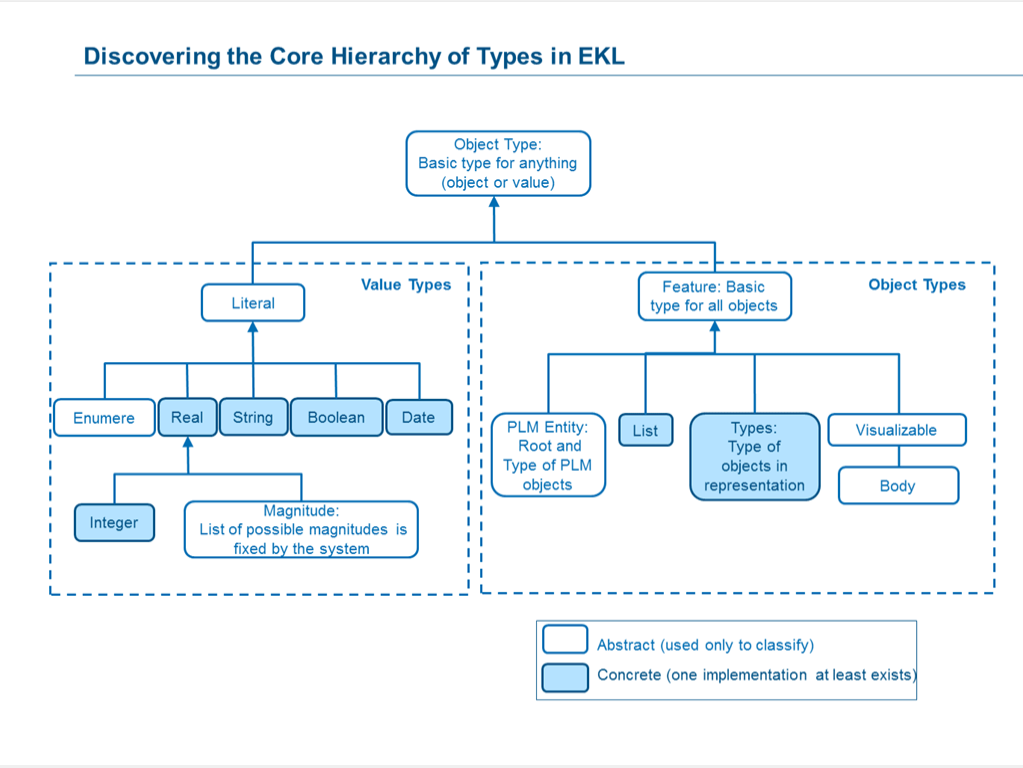 Discovering the Core Hierarchy of Types in EKL
Object Type:
Basic type for anything
(object or value)
Value Types
Literal
Enumere
Real
String
Boolean
Date
Integer
Magnitude:
List of possible magnitudes is
fixed by the system
Object Types
Feature: Basic
type for all objects
PLM Entity:
Root and
Type of PLM
objects
List
Types:
Type of
objects in
representation
Visualizable
Body
Abstract (used only to classify)
Concrete (one implementation at least exists)